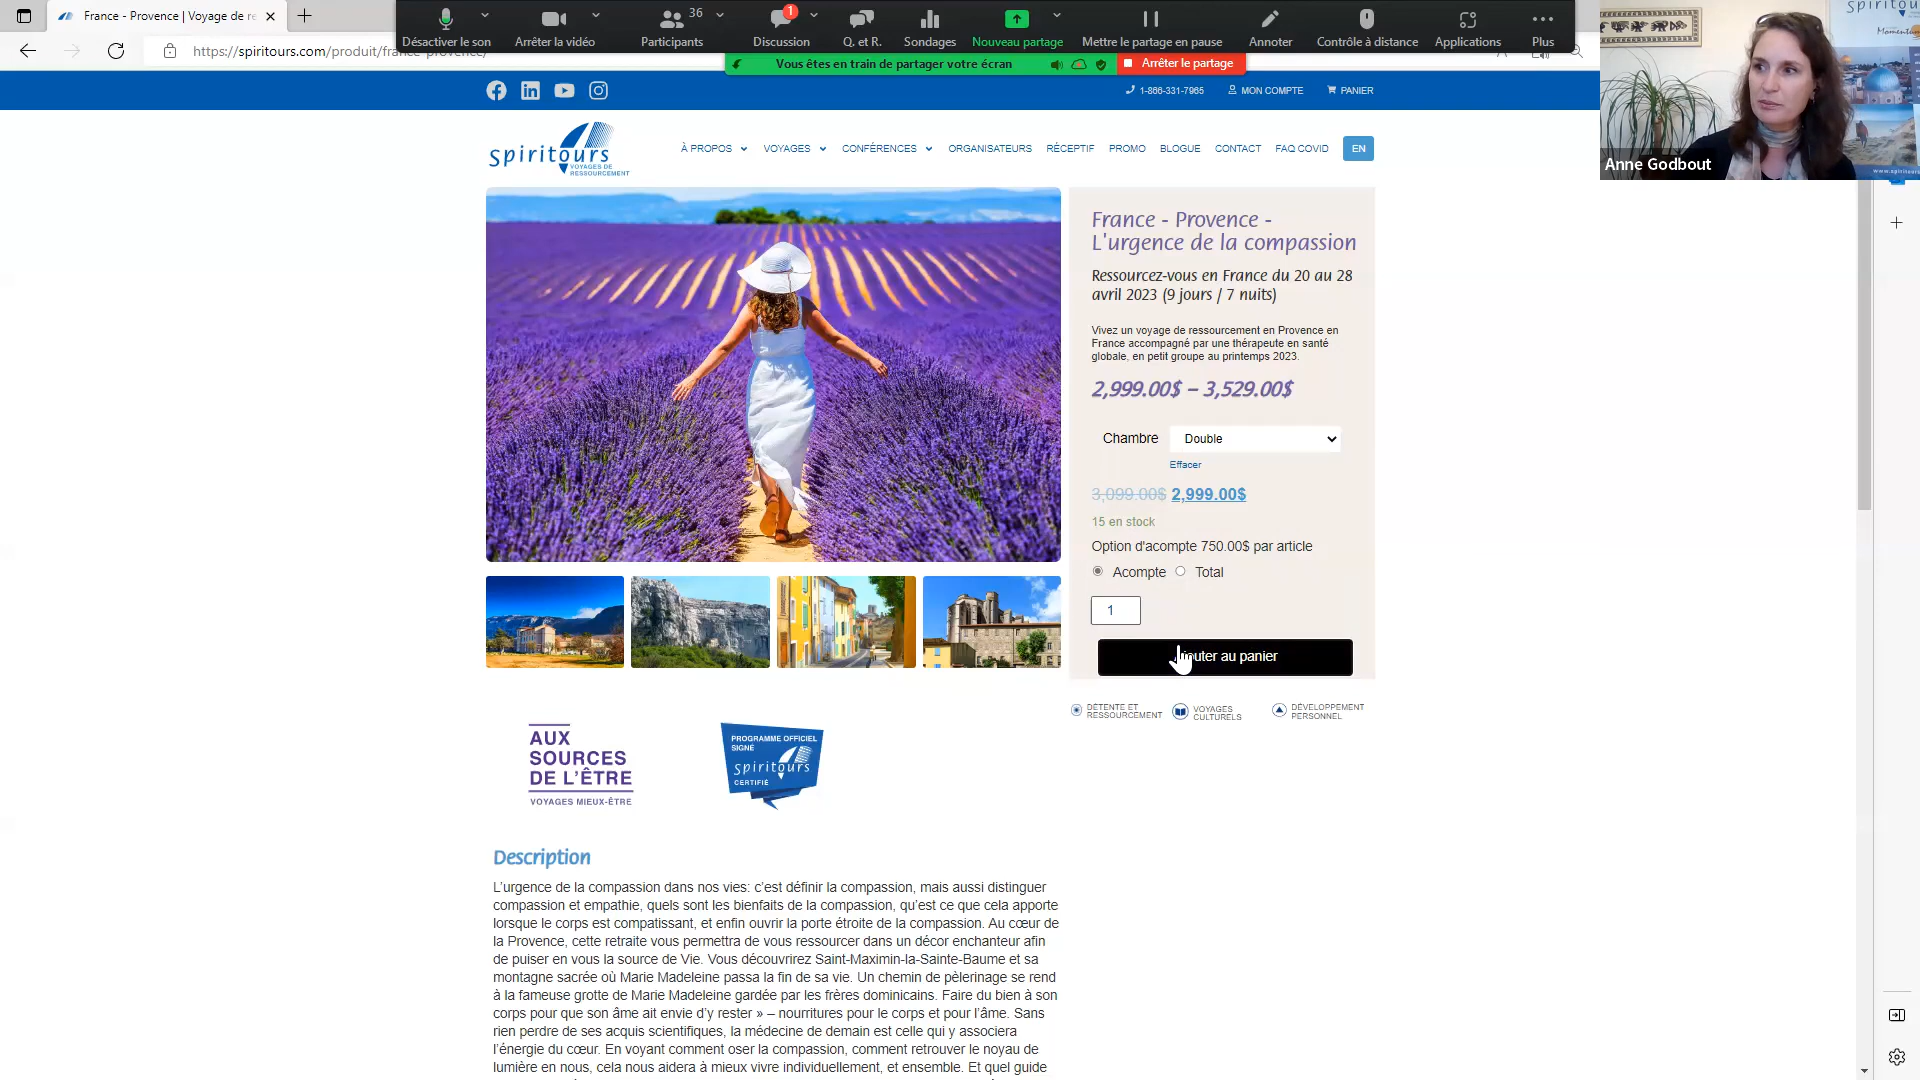 France - Provence | Voyage de re
https://spiritours.com/produit/france-provence/
Désactiver le son
Arrêter la vidéo
36
Participants
1
Discussion
Q. et R.
Sondages
Nouveau partage
Mettre le partage en pause
Annoter
Contrôle à distance
Applications
Plus
Vous êtes en train de partager votre écran
Arrêter le partage
spiritours
Anne Godbout
1-866-331-7965
MON COMPTE
PANIER
spiritours
VOYAGES DE
RESSOURCEMENT
À PROPOS
VOYAGES
CONFÉRENCES
ORGANISATEURS
RÉCEPTIF
PROMO
BLOGUE
CONTACT
FAQ COVID
EN
France - Provence -
L'urgence de la compassion
Ressourcez-vous en France du 20 au 28
avril 2023 (9 jours / 7 nuits)
Vivez un voyage de ressourcement en Provence en
France accompagné par une thérapeute en santé
globale, en petit groupe au printemps 2023.
2,999.00$ – 3,529.00$
Chambre
Double
Effacer
3,099.00$ 2,999.00$
15 en stock
Option d'acompte 750.00$ par article
Acompte
Total
1
outer au panier
DÉTENTE ET
RESSOURCEMENT
VOYAGES
CULTURELS
DÉVELOPPEMENT
PERSONNEL
AUX
SOURCES
DE L'ÊTRE
VOYAGES MIEUX-ÊTRE
PROGRAMME OFFICIEL
SIGNÉ
spiritours
CERTIFIÉ
Description
L'urgence de la compassion dans nos vies: c'est définir la compassion, mais aussi distinguer
compassion et empathie, quels sont les bienfaits de la compassion, qu'est ce que cela apporte
lorsque le corps est compatissant, et enfin ouvrir la porte étroite de la compassion. Au cœur de
la Provence, cette retraite vous permettra de vous ressourcer dans un décor enchanteur afin
de puiser en vous la source de Vie. Vous découvrirez Saint-Maximin-la-Sainte-Baume et sa
montagne sacrée où Marie Madeleine passa la fin de sa vie. Un chemin de pèlerinage se rend
à la fameuse grotte de Marie Madeleine gardée par les frères dominicains. Faire du bien à son
corps pour que son âme ait envie d'y rester » – nourritures pour le corps et pour l'âme. Sans
rien perdre de ses acquis scientifiques, la médecine de demain est celle qui y associera
l'énergie du cœur. En voyant comment oser la compassion, comment retrouver le noyau de
lumière en nous, cela nous aidera à mieux vivre individuellement, et ensemble. Et quel guide